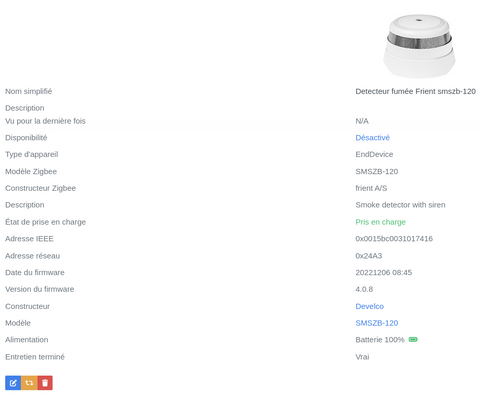 Nom simplifié Detecteur fumée Frient smszb-120
Description
Vu pour la dernière fois N/A
Disponibilité Désactivé
Type d'appareil EndDevice
Modèle Zigbee SMSZB-120
Constructeur Zigbee frient A/S
Description Smoke detector with siren
État de prise en charge Pris en charge
Adresse IEEE 0x0015bc0031017416
Adresse réseau 0x24A3
Date du firmware 20221206 08:45
Version du firmware 4.0.8
Constructeur Develco
Modèle SMSZB-120
Alimentation Batterie 100%
Entretien terminé Vrai